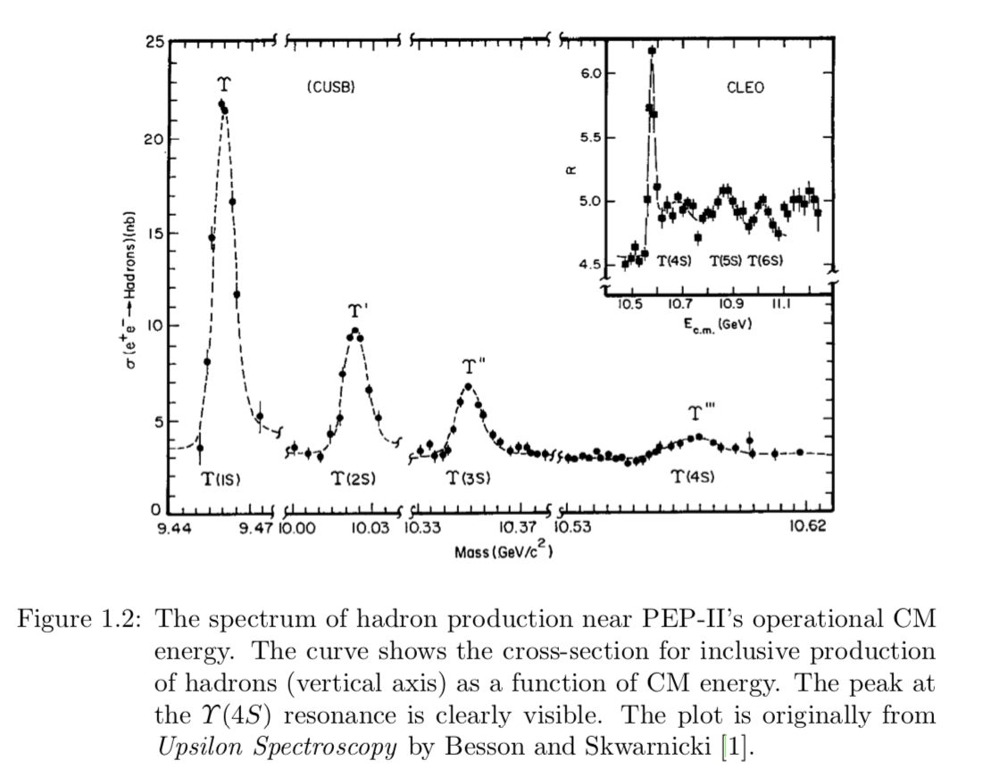 25
20
15
10
5
0
σ(e⁺e⁻→Hadrons)(nb)
ϒ
(CUSB)
ϒ'
ϒ"
ϒ'''
ϒ(1S)
ϒ(2S)
ϒ(3S)
ϒ(4S)
9.44
9.47
10.00
10.03
10.33
10.37
10.53
10.62
Mass (GeV/c²)
CLEO
6.0
5.5
5.0
4.5
R
ϒ(4S)
ϒ(5S)
ϒ(6S)
10.5
10.7
10.9
11.1
E_c.m. (GeV)
Figure 1.2: The spectrum of hadron production near PEP-II's operational CM
energy. The curve shows the cross-section for inclusive production
of hadrons (vertical axis) as a function of CM energy. The peak at
the ϒ(4S) resonance is clearly visible. The plot is originally from
Upsilon Spectroscopy by Besson and Skwarnicki [1].